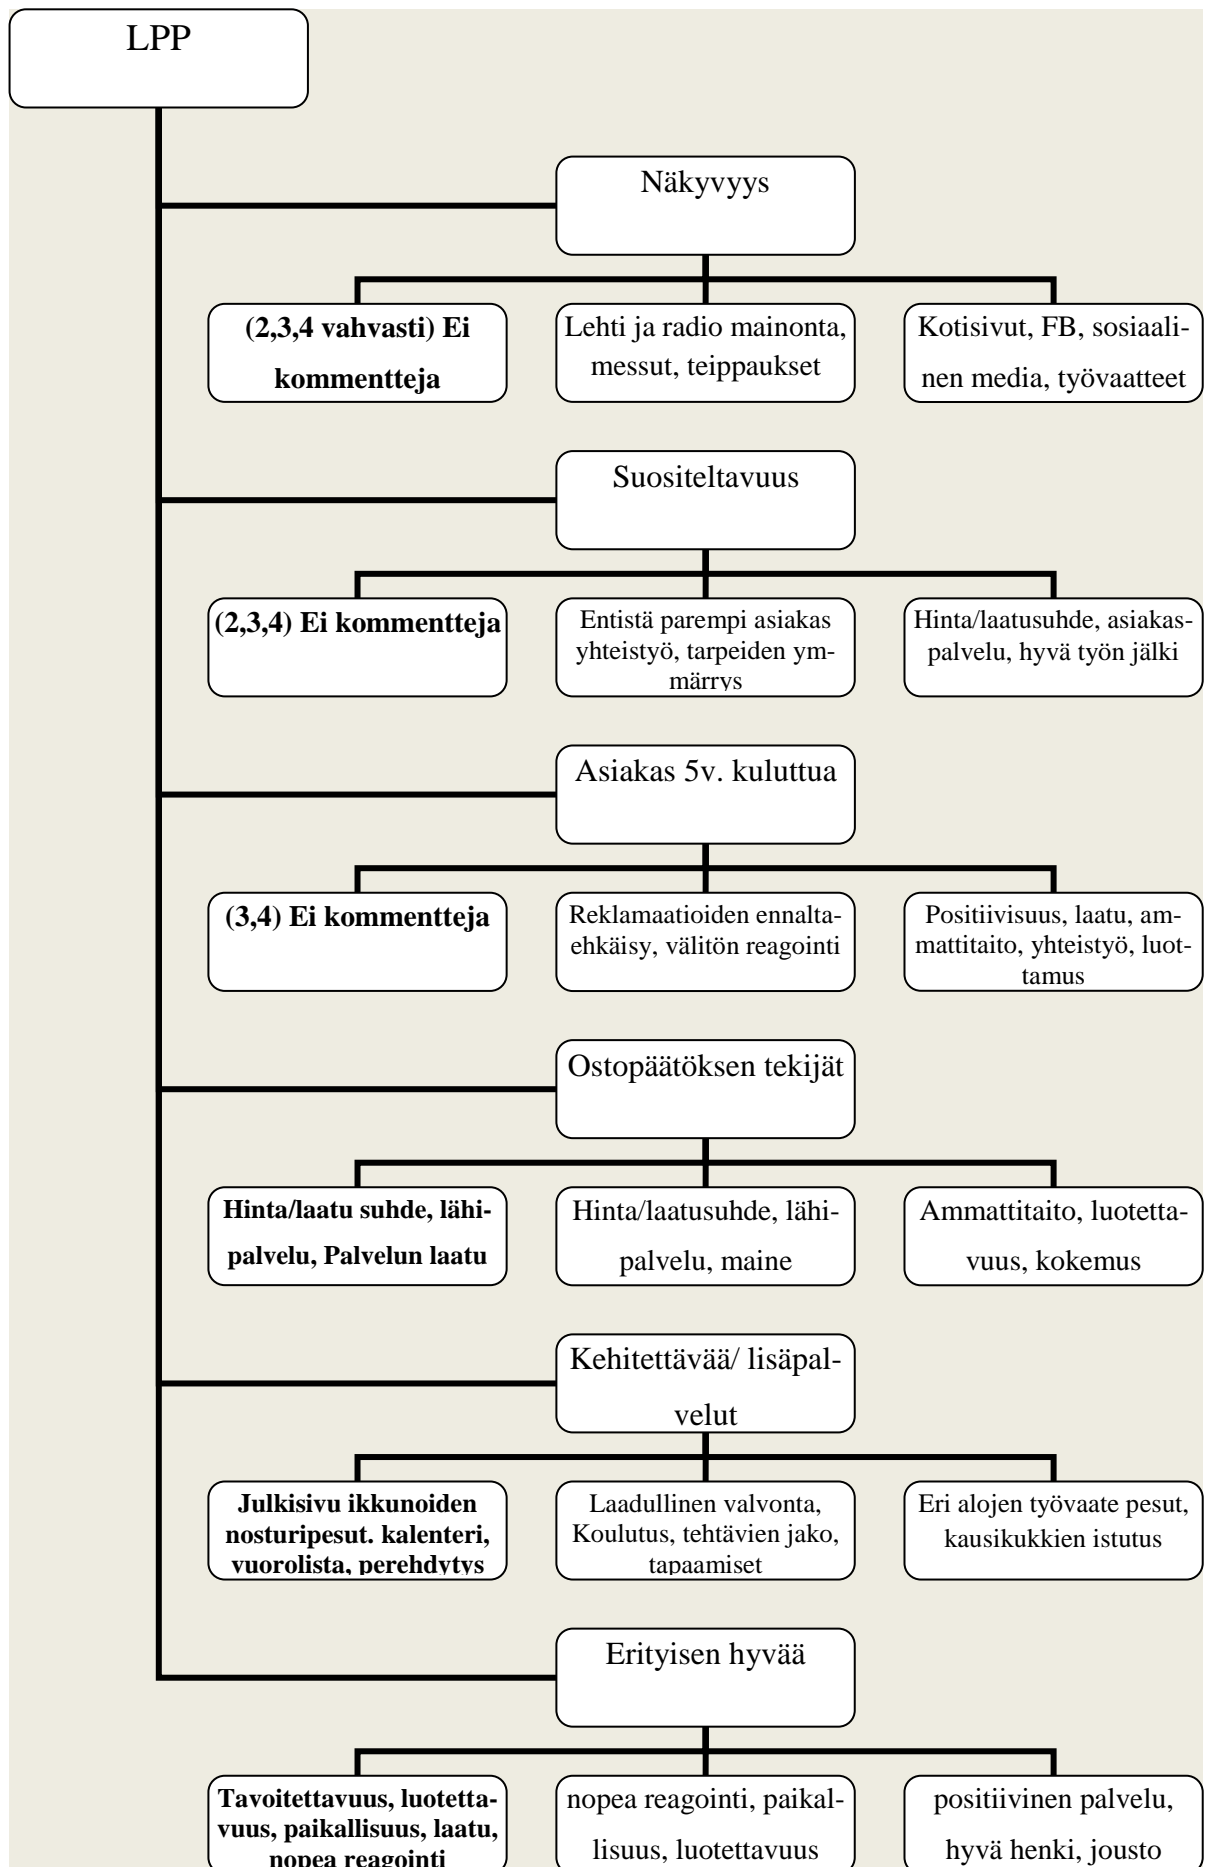 LPP
Näkyvyys
(2,3,4 vahvasti) Ei
kommentteja
Lehti ja radio mainonta,
messut, teippaukset
Kotisivut, FB, sosiaali-
nen media, työvaatteet
Suositeltavuus
(2,3,4) Ei kommentteja
Entistä parempi asiakas
yhteistyö, tarpeiden ym-
märrys
Hinta/laatusuhde, asiakas-
palvelu, hyvä työn jälki
Asiakas 5v. kuluttua
(3,4) Ei kommentteja
Reklamaatioiden ennalta-
ehkäisy, välitön reagointi
Positiivisuus, laatu, am-
mattitaito, yhteistyö, luot-
tamus
Ostopäätöksen tekijät
Hinta/laatu suhde, lähi-
palvelu, Palvelun laatu
Hinta/laatusuhde, lähi-
palvelu, maine
Ammattitaito, luotetta-
vuus, kokemus
Kehitettävää/ lisäpal-
velut
Julkisivu ikkunoiden
nosturipesut. kalenteri,
vuorolista, perehdytys
Laadullinen valvonta,
Koulutus, tehtävien jako,
tapaamiset
Eri alojen työvaate pesut,
kausikukkien istutus
Erityisen hyvää
Tavoitettavuus, luotetta-
vuus, paikallisuus, laatu,
nopea reagointi
nopea reagointi, paikal-
lisuus, luotettavuus
positiivinen palvelu,
hyvä henki, jousto